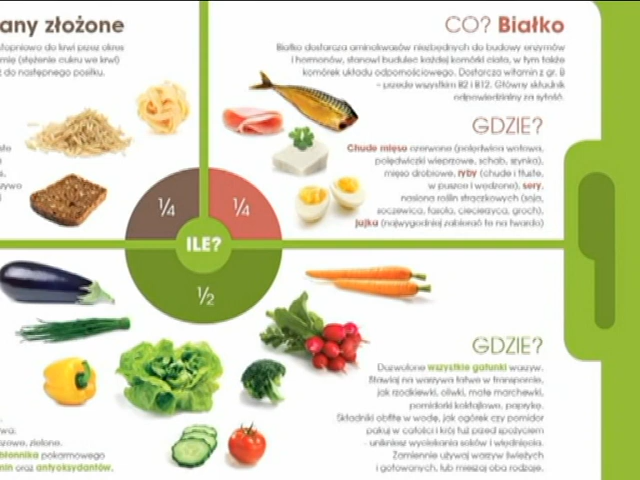 any złożone
stopniowo do krwi przez okres
(stężenie cukru we krwi)
do następnego posiłku.
CO? Białko
Białko dostarcza aminokwasów niezbędnych do budowy enzymów
i hormonów, stanowi budulec każdej komórki ciała, w tym także
komórek układu odpornościowego. Dostarcza witamin z gr. B
– przede wszystkim B2 i B12. Główny składnik
odpowiedzialny za sytość.
GDZIE?
Chude mięso czerwone (polędwica wołowa,
polędwiczki wieprzowe, schab, szynka),
mięso drobiowe, ryby (chude i tłuste,
w puszce i wędzone), sery,
nasiona roślin strączkowych (soja,
soczewica, fasola, ciecierzyca, groch),
jajka (najwygodniej zabierać te na twardo)
¼
¼
ILE?
½
GDZIE?
Dozwolone wszystkie gatunki warzyw.
Stawiaj na warzywa łatwe w transporcie,
jak rzodkiewki, oliwki, małe marchewki,
pomidorki koktajlowe, paprykę.
Składniki obfite w wodę, jak ogórek czy pomidor
pakuj w całości i krój tuż przed spożyciem
- unikniesz wyciekania soków i więdnięcia.
Zamiennie używaj warzyw świeżych
i gotowanych, lub mieszaj oba rodzaje.
zielone.
błonnika pokarmowego
oraz antyoksydantów.